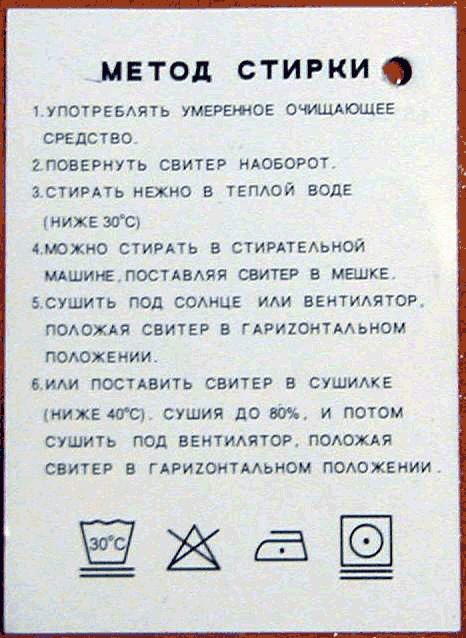 МЕТОД СТИРКИ
1.УПОТРЕБЛЯТЬ УМЕРЕННОЕ ОЧИЩАЮЩЕЕ
СРЕДСТВО.
2.ПОВЕРНУТЬ СВИТЕР НАОБОРОТ.
3.СТИРАТЬ НЕЖНО В ТЕПЛОЙ ВОДЕ
(НИЖЕ 30°C)
4.МОЖНО СТИРАТЬ В СТИРАТЕЛЬНОЙ
МАШИНЕ,ПОСТАВЛЯЯ СВИТЕР В МЕШКЕ.
5.СУШИТЬ ПОД СОЛНЦЕ ИЛИ ВЕНТИЛЯТОР,
ПОЛОЖАЯ СВИТЕР В ГАРИZОНТАЛЬНОМ
ПОЛОЖЕНИИ.
6.ИЛИ ПОСТАВИТЬ СВИТЕР В СУШИЛКЕ
(НИЖЕ 40°C). СУШИЯ ДО 80%, И ПОТОМ
СУШИТЬ ПОД ВЕНТИЛЯТОР, ПОЛОЖАЯ
СВИТЕР В ГАРИZОНТАЛЬНОМ ПОЛОЖЕНИИ.
30°C